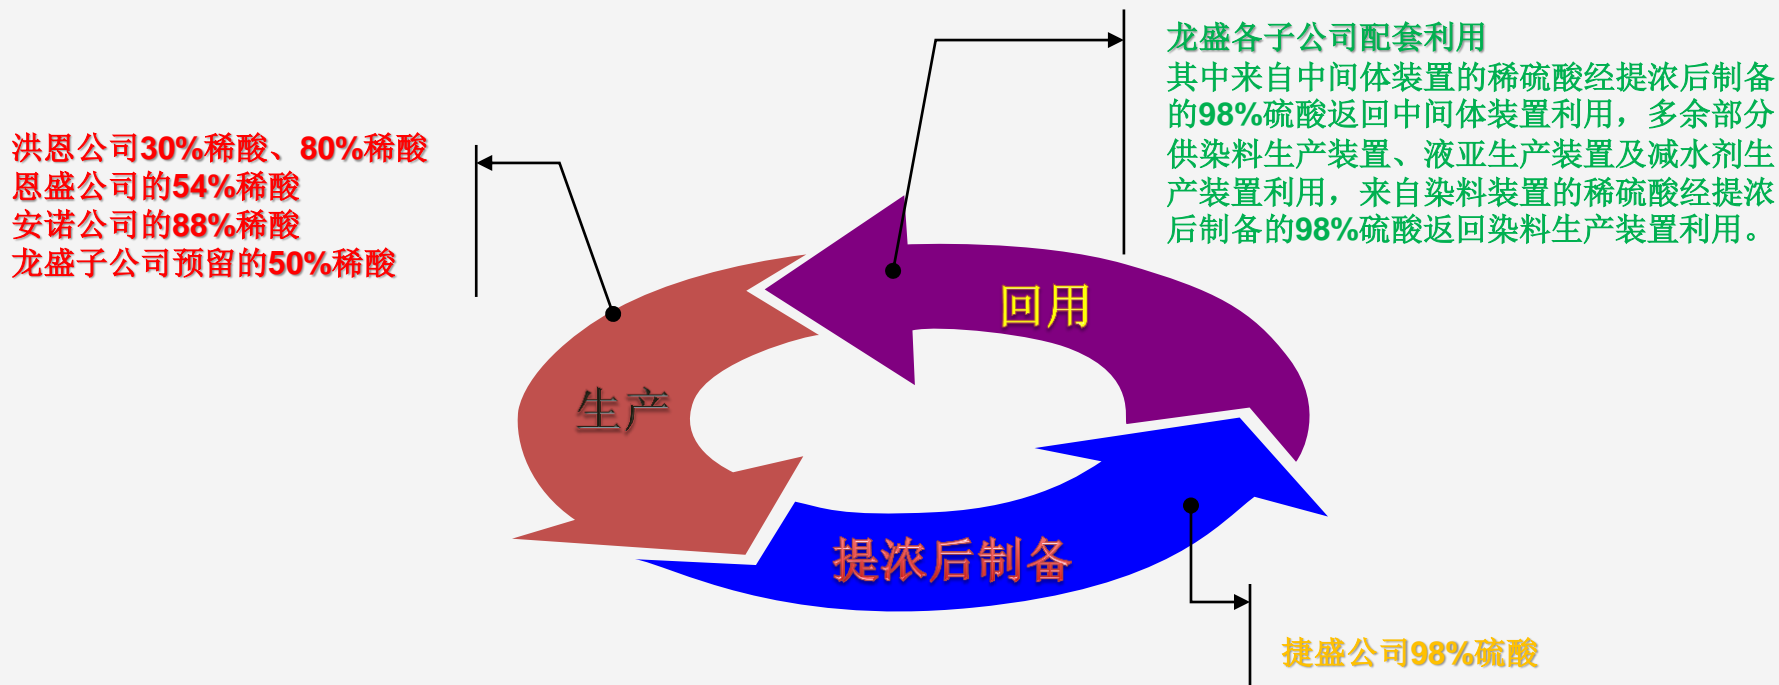 龙盛各子公司配套利用
其中来自中间体装置的稀硫酸经提浓后制备
的98%硫酸返回中间体装置利用，多余部分
供染料生产装置、液亚生产装置及减水剂生
产装置利用，来自染料装置的稀硫酸经提浓
后制备的98%硫酸返回染料生产装置利用。
洪恩公司30%稀酸、80%稀酸
恩盛公司的54%稀酸
安诺公司的88%稀酸
龙盛子公司预留的50%稀酸
回用
生产
提浓后制备
捷盛公司98%硫酸